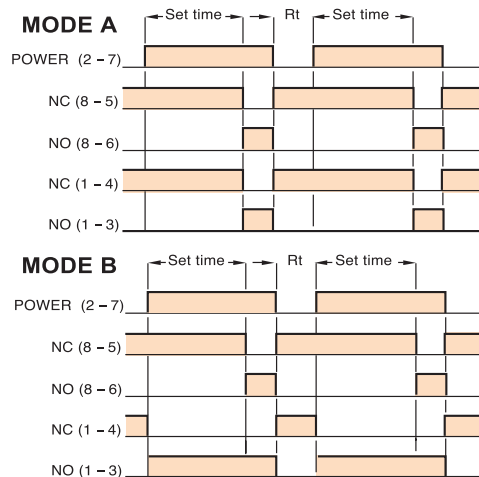 MODE A
Set time Rt Set time
POWER (2 – 7)
NC (8 – 5)
NO (8 – 6)
NC (1 – 4)
NO (1 – 3)
MODE B
Set time Rt Set time
POWER (2 – 7)
NC (8 – 5)
NO (8 – 6)
NC (1 – 4)
NO (1 – 3)